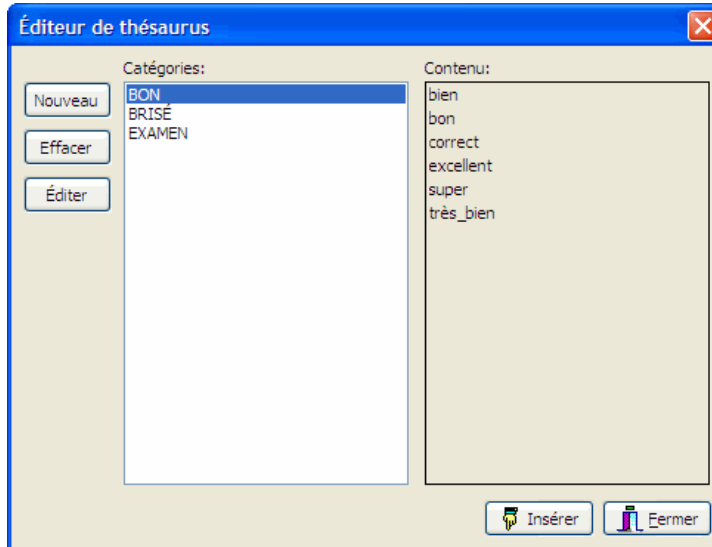 Éditeur de thésaurus
Catégories:
Contenu:
Nouveau
Effacer
Éditer
BON
BRISÉ
EXAMEN
bien
bon
correct
excellent
super
très_bien
Insérer
Fermer